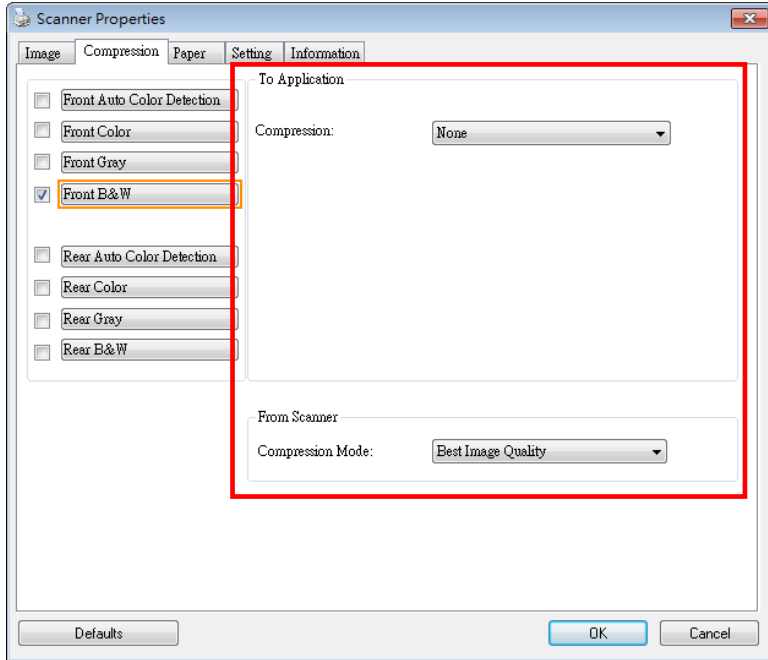 Scanner Properties
Image Compression Paper Setting Information
Front Auto Color Detection
Front Color
Front Gray
Front B&W
Rear Auto Color Detection
Rear Color
Rear Gray
Rear B&W
To Application
Compression: None
From Scanner
Compression Mode: Best Image Quality
Defaults OK Cancel